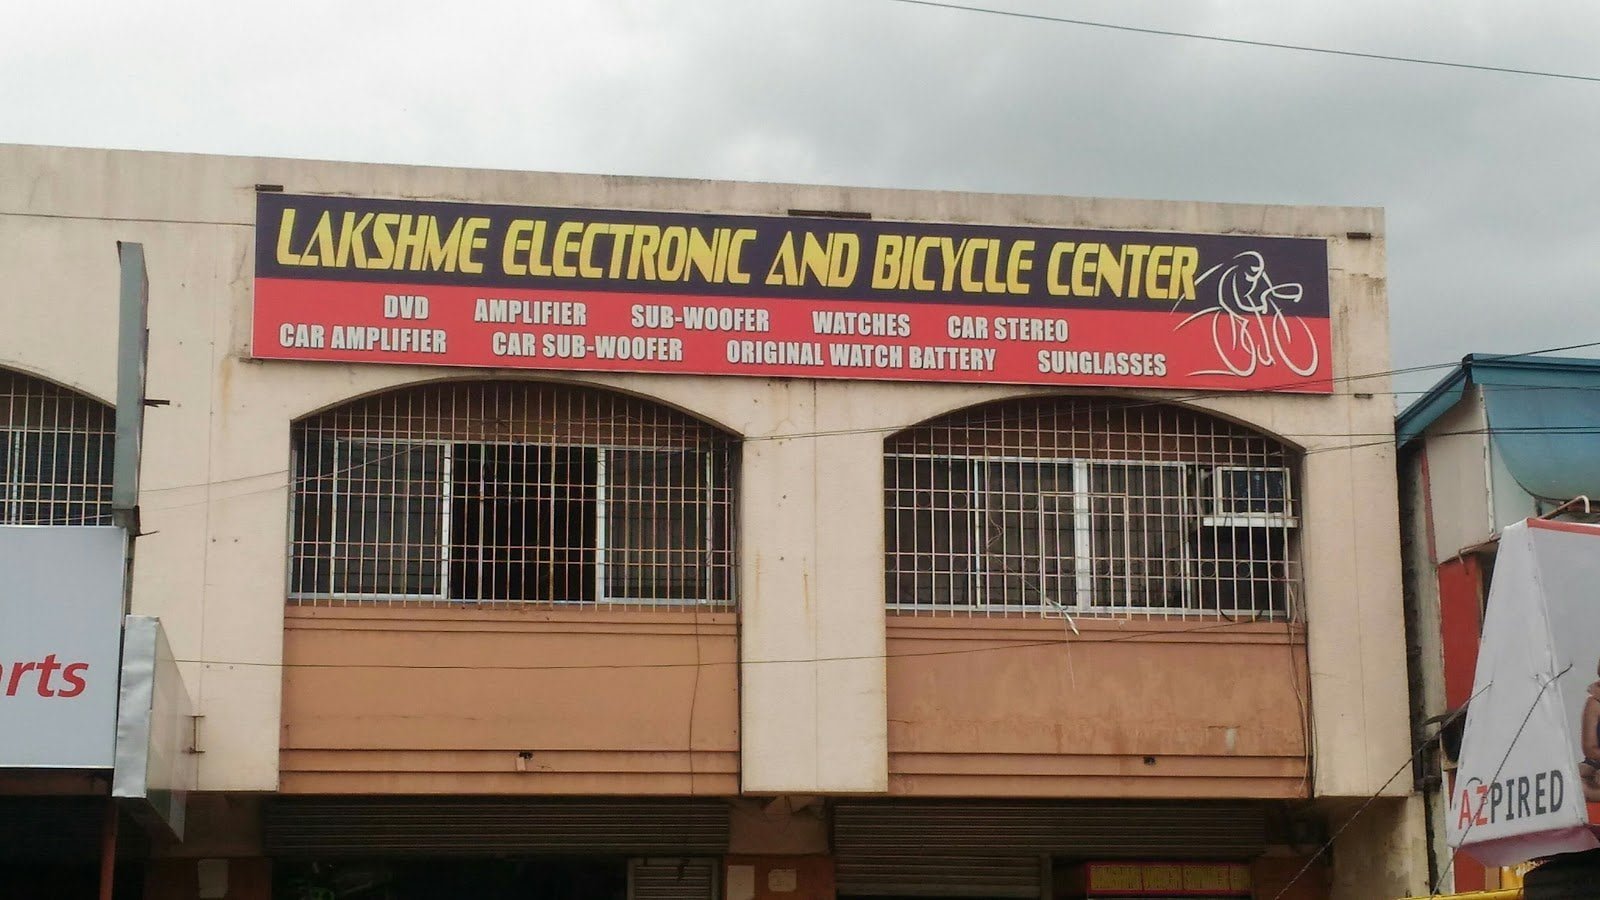 LAKSHME ELECTRONIC AND BICYCLE CENTER
DVD AMPLIFIER SUB-WOOFER WATCHES CAR STEREO
CAR AMPLIFIER CAR SUB-WOOFER ORIGINAL WATCH BATTERY SUNGLASSES
arts
AZPIRED